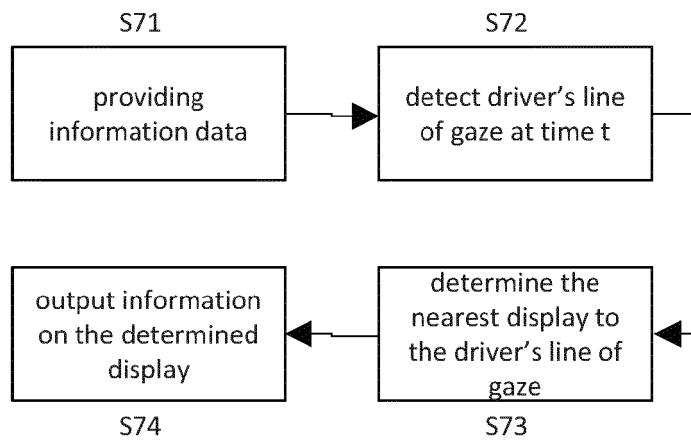 S71
providing
information data
S72
detect driver's line
of gaze at time t
determine the
nearest display to
the driver's line of
gaze
S73
output information
on the determined
display
S74